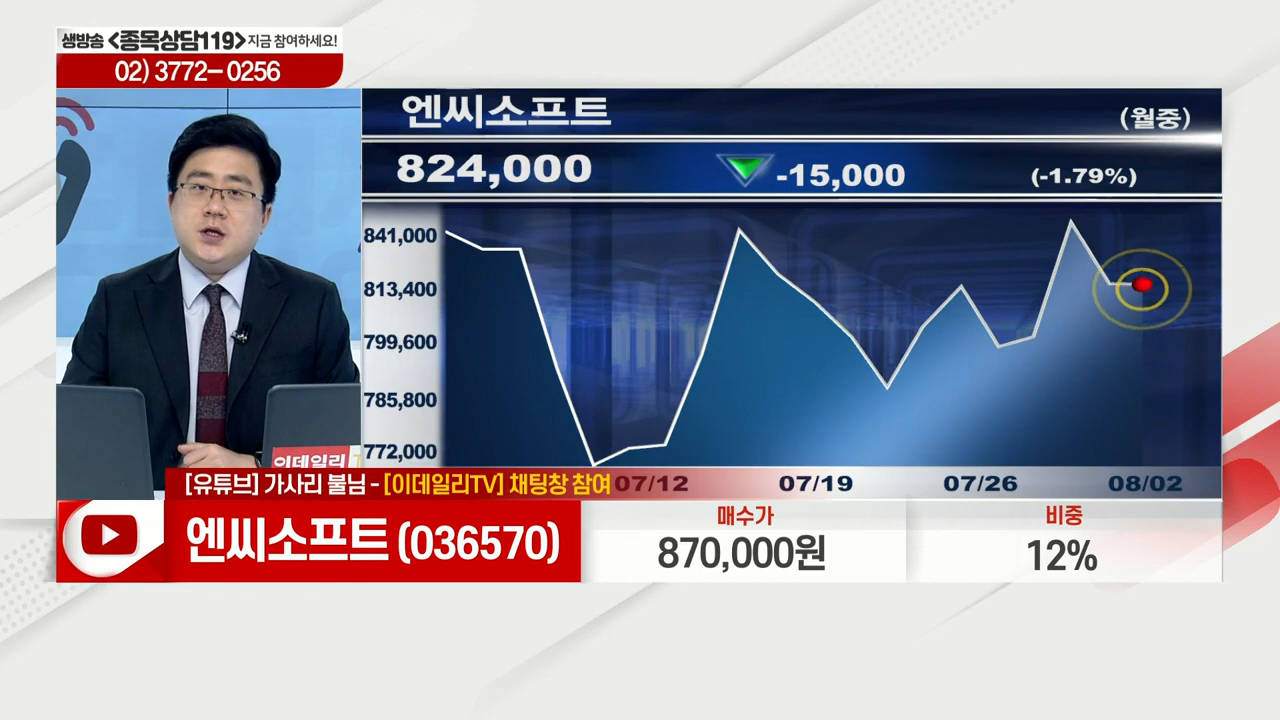 생방송 <종목상담119> 지금 참여하세요!
02) 3772-0256
엔씨소프트
(월중)
824,000 -15,000 (-1.79%)
841,000
813,400
799,600
785,800
772,000
07/12 07/19 07/26 08/02
이데일리
[유튜브] 가사리 불님 - [이데일리TV] 채팅창 참여
엔씨소프트 (036570)
매수가
870,000원
비중
12%